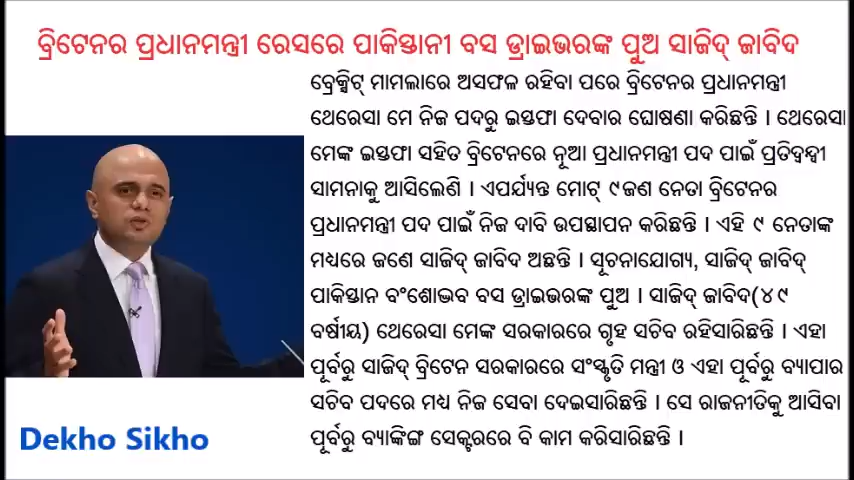 ବ୍ରିଟେନର ପ୍ରଧାନମନ୍ତ୍ରୀ ରେସରେ ପାକିସ୍ତାନୀ ବସ ଡ୍ରାଇଭରଙ୍କ ପୁଅ ସାଜିଦ୍ ଜାବିଦ
ବ୍ରେକ୍ସିଟ୍ ମାମଲାରେ ଅସଫଳ ରହିବା ପରେ ବ୍ରିଟେନର ପ୍ରଧାନମନ୍ତ୍ରୀ
ଥେରେସା ମେ ନିଜ ପଦରୁ ଇସ୍ତଫା ଦେବାର ଘୋଷଣା କରିଛନ୍ତି । ଥେରେସା
ମେଙ୍କ ଇସ୍ତଫା ସହିତ ବ୍ରିଟେନରେ ନୂଆ ପ୍ରଧାନମନ୍ତ୍ରୀ ପଦ ପାଇଁ ପ୍ରତିଦ୍ୱନ୍ଦ୍ୱୀ
ସାମନାକୁ ଆସିଲେଣି । ଏପର୍ଯ୍ୟନ୍ତ ମୋଟ୍ ୯ଜଣ ନେତା ବ୍ରିଟେନର
ପ୍ରଧାନମନ୍ତ୍ରୀ ପଦ ପାଇଁ ନିଜ ଦାବି ଉପସ୍ଥାପନ କରିଛନ୍ତି । ଏହି ୯ ନେତାଙ୍କ
ମଧ୍ୟରେ ଜଣେ ସାଜିଦ୍ ଜାବିଦ ଅଛନ୍ତି । ସୂଚନାଯୋଗ୍ୟ, ସାଜିଦ୍ ଜାବିଦ୍
ପାକିସ୍ତାନ ବଂଶୋଦ୍ଭବ ବସ ଡ୍ରାଇଭରଙ୍କ ପୁଅ । ସାଜିଦ୍ ଜାବିଦ(୪୯
ବର୍ଷୀୟ) ଥେରେସା ମେଙ୍କ ସରକାରରେ ଗୃହ ସଚିବ ରହିସାରିଛନ୍ତି । ଏହା
ପୂର୍ବରୁ ସାଜିଦ୍ ବ୍ରିଟେନ ସରକାରରେ ସଂସ୍କୃତି ମନ୍ତ୍ରୀ ଓ ଏହା ପୂର୍ବରୁ ବ୍ୟାପାର
ସଚିବ ପଦରେ ମଧ୍ୟ ନିଜ ସେବା ଦେଇସାରିଛନ୍ତି । ସେ ରାଜନୀତିକୁ ଆସିବା
ପୂର୍ବରୁ ବ୍ୟାଙ୍କିଙ୍ଗ ସେକ୍ଟରରେ ବି କାମ କରିସାରିଛନ୍ତି ।
Dekho Sikho